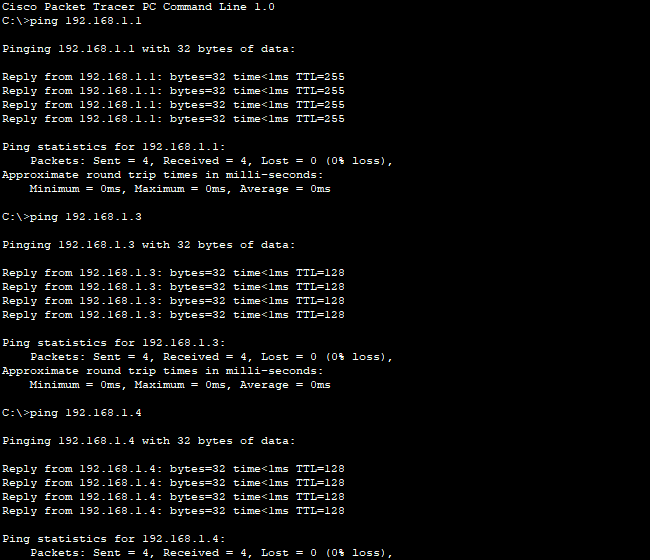 Cisco Packet Tracer PC Command Line 1.0
C:\>ping 192.168.1.1

Pinging 192.168.1.1 with 32 bytes of data:

Reply from 192.168.1.1: bytes=32 time<1ms TTL=255
Reply from 192.168.1.1: bytes=32 time<1ms TTL=255
Reply from 192.168.1.1: bytes=32 time<1ms TTL=255
Reply from 192.168.1.1: bytes=32 time<1ms TTL=255

Ping statistics for 192.168.1.1:
    Packets: Sent = 4, Received = 4, Lost = 0 (0% loss),
Approximate round trip times in milli-seconds:
    Minimum = 0ms, Maximum = 0ms, Average = 0ms

C:\>ping 192.168.1.3

Pinging 192.168.1.3 with 32 bytes of data:

Reply from 192.168.1.3: bytes=32 time<1ms TTL=128
Reply from 192.168.1.3: bytes=32 time<1ms TTL=128
Reply from 192.168.1.3: bytes=32 time<1ms TTL=128
Reply from 192.168.1.3: bytes=32 time<1ms TTL=128

Ping statistics for 192.168.1.3:
    Packets: Sent = 4, Received = 4, Lost = 0 (0% loss),
Approximate round trip times in milli-seconds:
    Minimum = 0ms, Maximum = 0ms, Average = 0ms

C:\>ping 192.168.1.4

Pinging 192.168.1.4 with 32 bytes of data:

Reply from 192.168.1.4: bytes=32 time<1ms TTL=128
Reply from 192.168.1.4: bytes=32 time<1ms TTL=128
Reply from 192.168.1.4: bytes=32 time<1ms TTL=128
Reply from 192.168.1.4: bytes=32 time<1ms TTL=128

Ping statistics for 192.168.1.4:
    Packets: Sent = 4, Received = 4, Lost = 0 (0% loss),